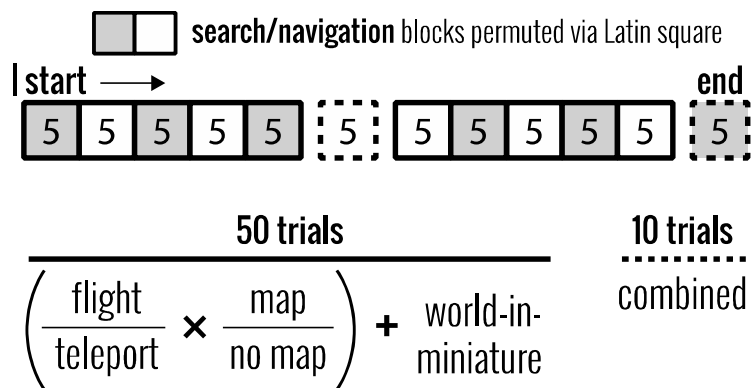 search/navigation blocks permuted via Latin square
start
end
5 5 5 5 5 5 5 5 5 5 5 5
50 trials
10 trials
flight
map
teleport
no map
× +
world-in-
miniature
combined